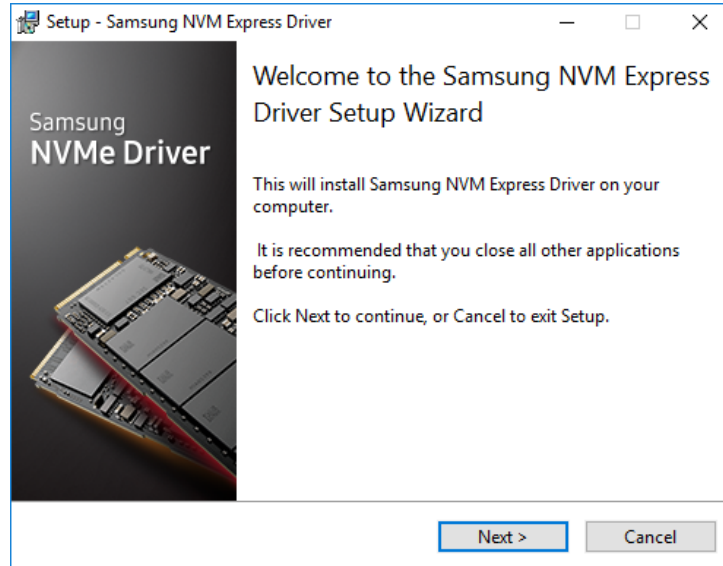 Setup - Samsung NVM Express Driver
Samsung
NVMe Driver
Welcome to the Samsung NVM Express
Driver Setup Wizard
This will install Samsung NVM Express Driver on your
computer.
It is recommended that you close all other applications
before continuing.
Click Next to continue, or Cancel to exit Setup.
Next >
Cancel